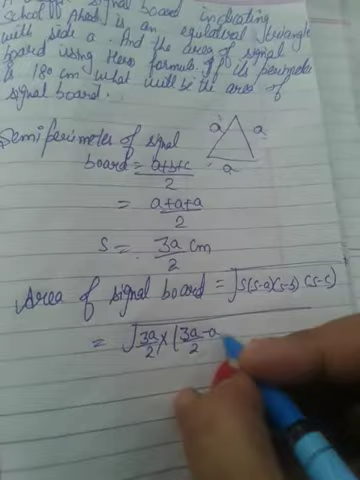 signal board indicating
School Ahead is an equilateral triangle
with side a. And the area of signal
board using Hero formula. If its perimeter
is 180 cm what will be the area of
signal board.
a a
a
Semiperimeter of signal
board = a+b+c/2
= a+a+a/2
S = 3a/2 cm
Area of signal board = √S(S-a)(S-b)(S-c)
= √3a/2 × (3a/2 - a